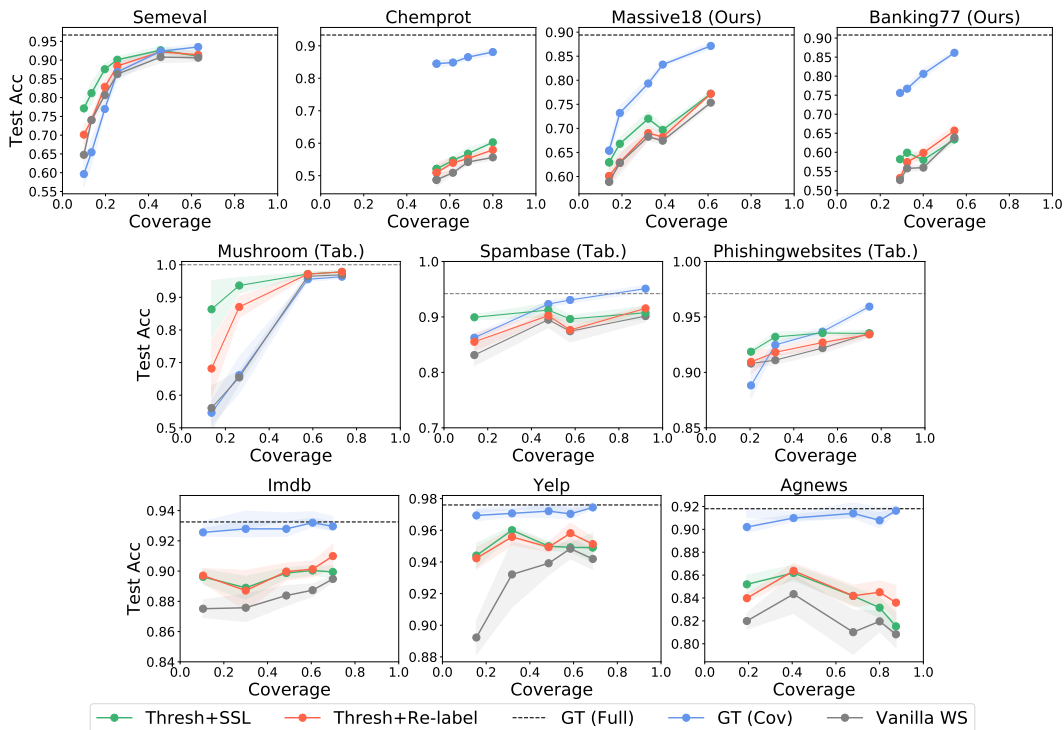 Semeval Chemprot Massive18 (Ours) Banking77 (Ours)
Test Acc
0.95 0.90 0.85 0.80 0.75 0.70 0.65 0.60 0.55
0.9 0.8 0.7 0.6 0.5
0.90 0.85 0.80 0.75 0.70 0.65 0.60
0.90 0.85 0.80 0.75 0.70 0.65 0.60 0.55 0.50
0.0 0.2 0.4 0.6 0.8 1.0 0.0 0.2 0.4 0.6 0.8 1.0 0.0 0.2 0.4 0.6 0.8 1.0 0.0 0.2 0.4 0.6 0.8 1.0
Coverage Coverage Coverage Coverage
Mushroom (Tab.) Spambase (Tab.) Phishingwebsites (Tab.)
Test Acc
1.0 0.9 0.8 0.7 0.6 0.5
1.0 0.9 0.8 0.7
1.00 0.95 0.90 0.85
0.0 0.2 0.4 0.6 0.8 1.0 0.0 0.2 0.4 0.6 0.8 1.0 0.0 0.2 0.4 0.6 0.8 1.0
Coverage Coverage Coverage
Imdb Yelp Agnews
Test Acc
0.94 0.92 0.90 0.88 0.86 0.84
0.98 0.96 0.94 0.92 0.90 0.88
0.92 0.90 0.88 0.86 0.84 0.82 0.80
0.0 0.2 0.4 0.6 0.8 1.0 0.0 0.2 0.4 0.6 0.8 1.0 0.0 0.2 0.4 0.6 0.8 1.0
Coverage Coverage Coverage
Thresh+SSL Thresh+Re-label GT (Full) GT (Cov) Vanilla WS